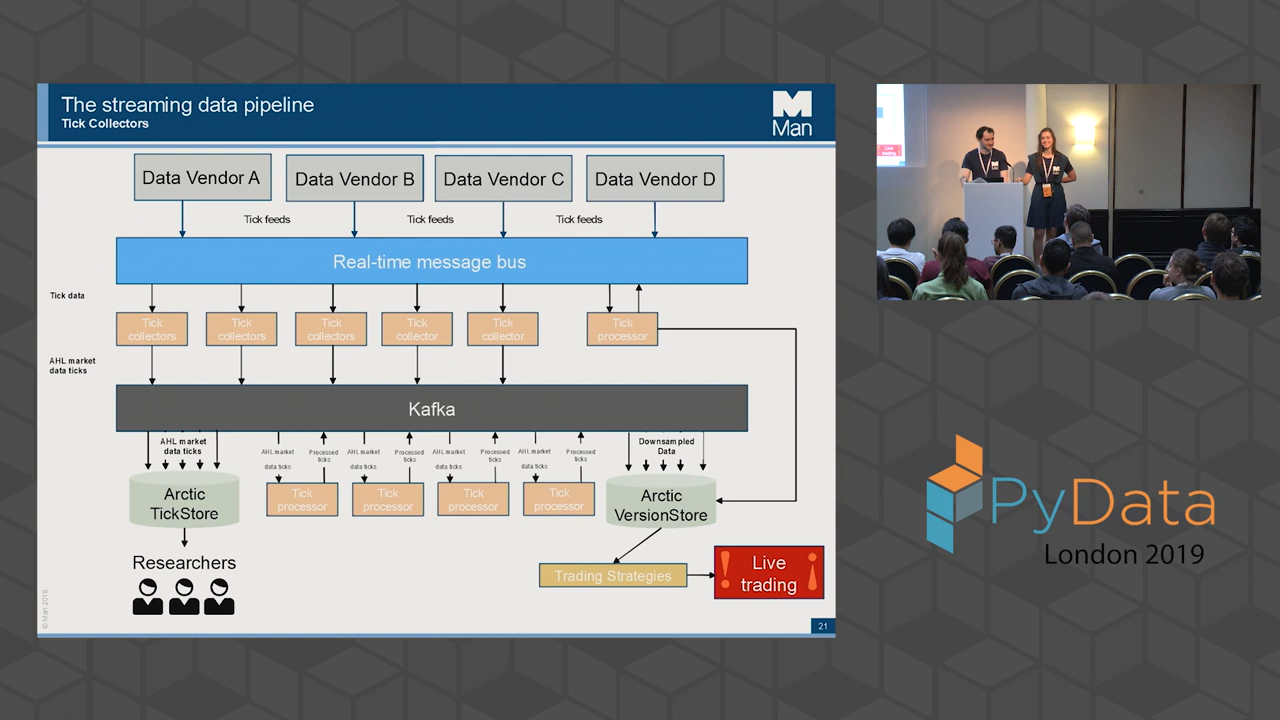 The streaming data pipeline
Tick Collectors
Man
Data Vendor A
Data Vendor B
Data Vendor C
Data Vendor D
Tick feeds
Tick feeds
Tick feeds
Real-time message bus
Tick data
Tick
collectors
Tick
collectors
Tick
collectors
Tick
collector
Tick
collector
Tick
processor
AHL market
data ticks
Kafka
AHL market
data ticks
AHL market
data ticks
Processed
ticks
AHL market
data ticks
Processed
ticks
AHL market
data ticks
Processed
ticks
AHL market
data ticks
Processed
ticks
Downsampled
Data
Arctic
TickStore
Tick
processor
Tick
processor
Tick
processor
Tick
processor
Arctic
VersionStore
Researchers
Trading Strategies
! Live
trading
© Man 2019
21
Live
trading
PyData
London 2019